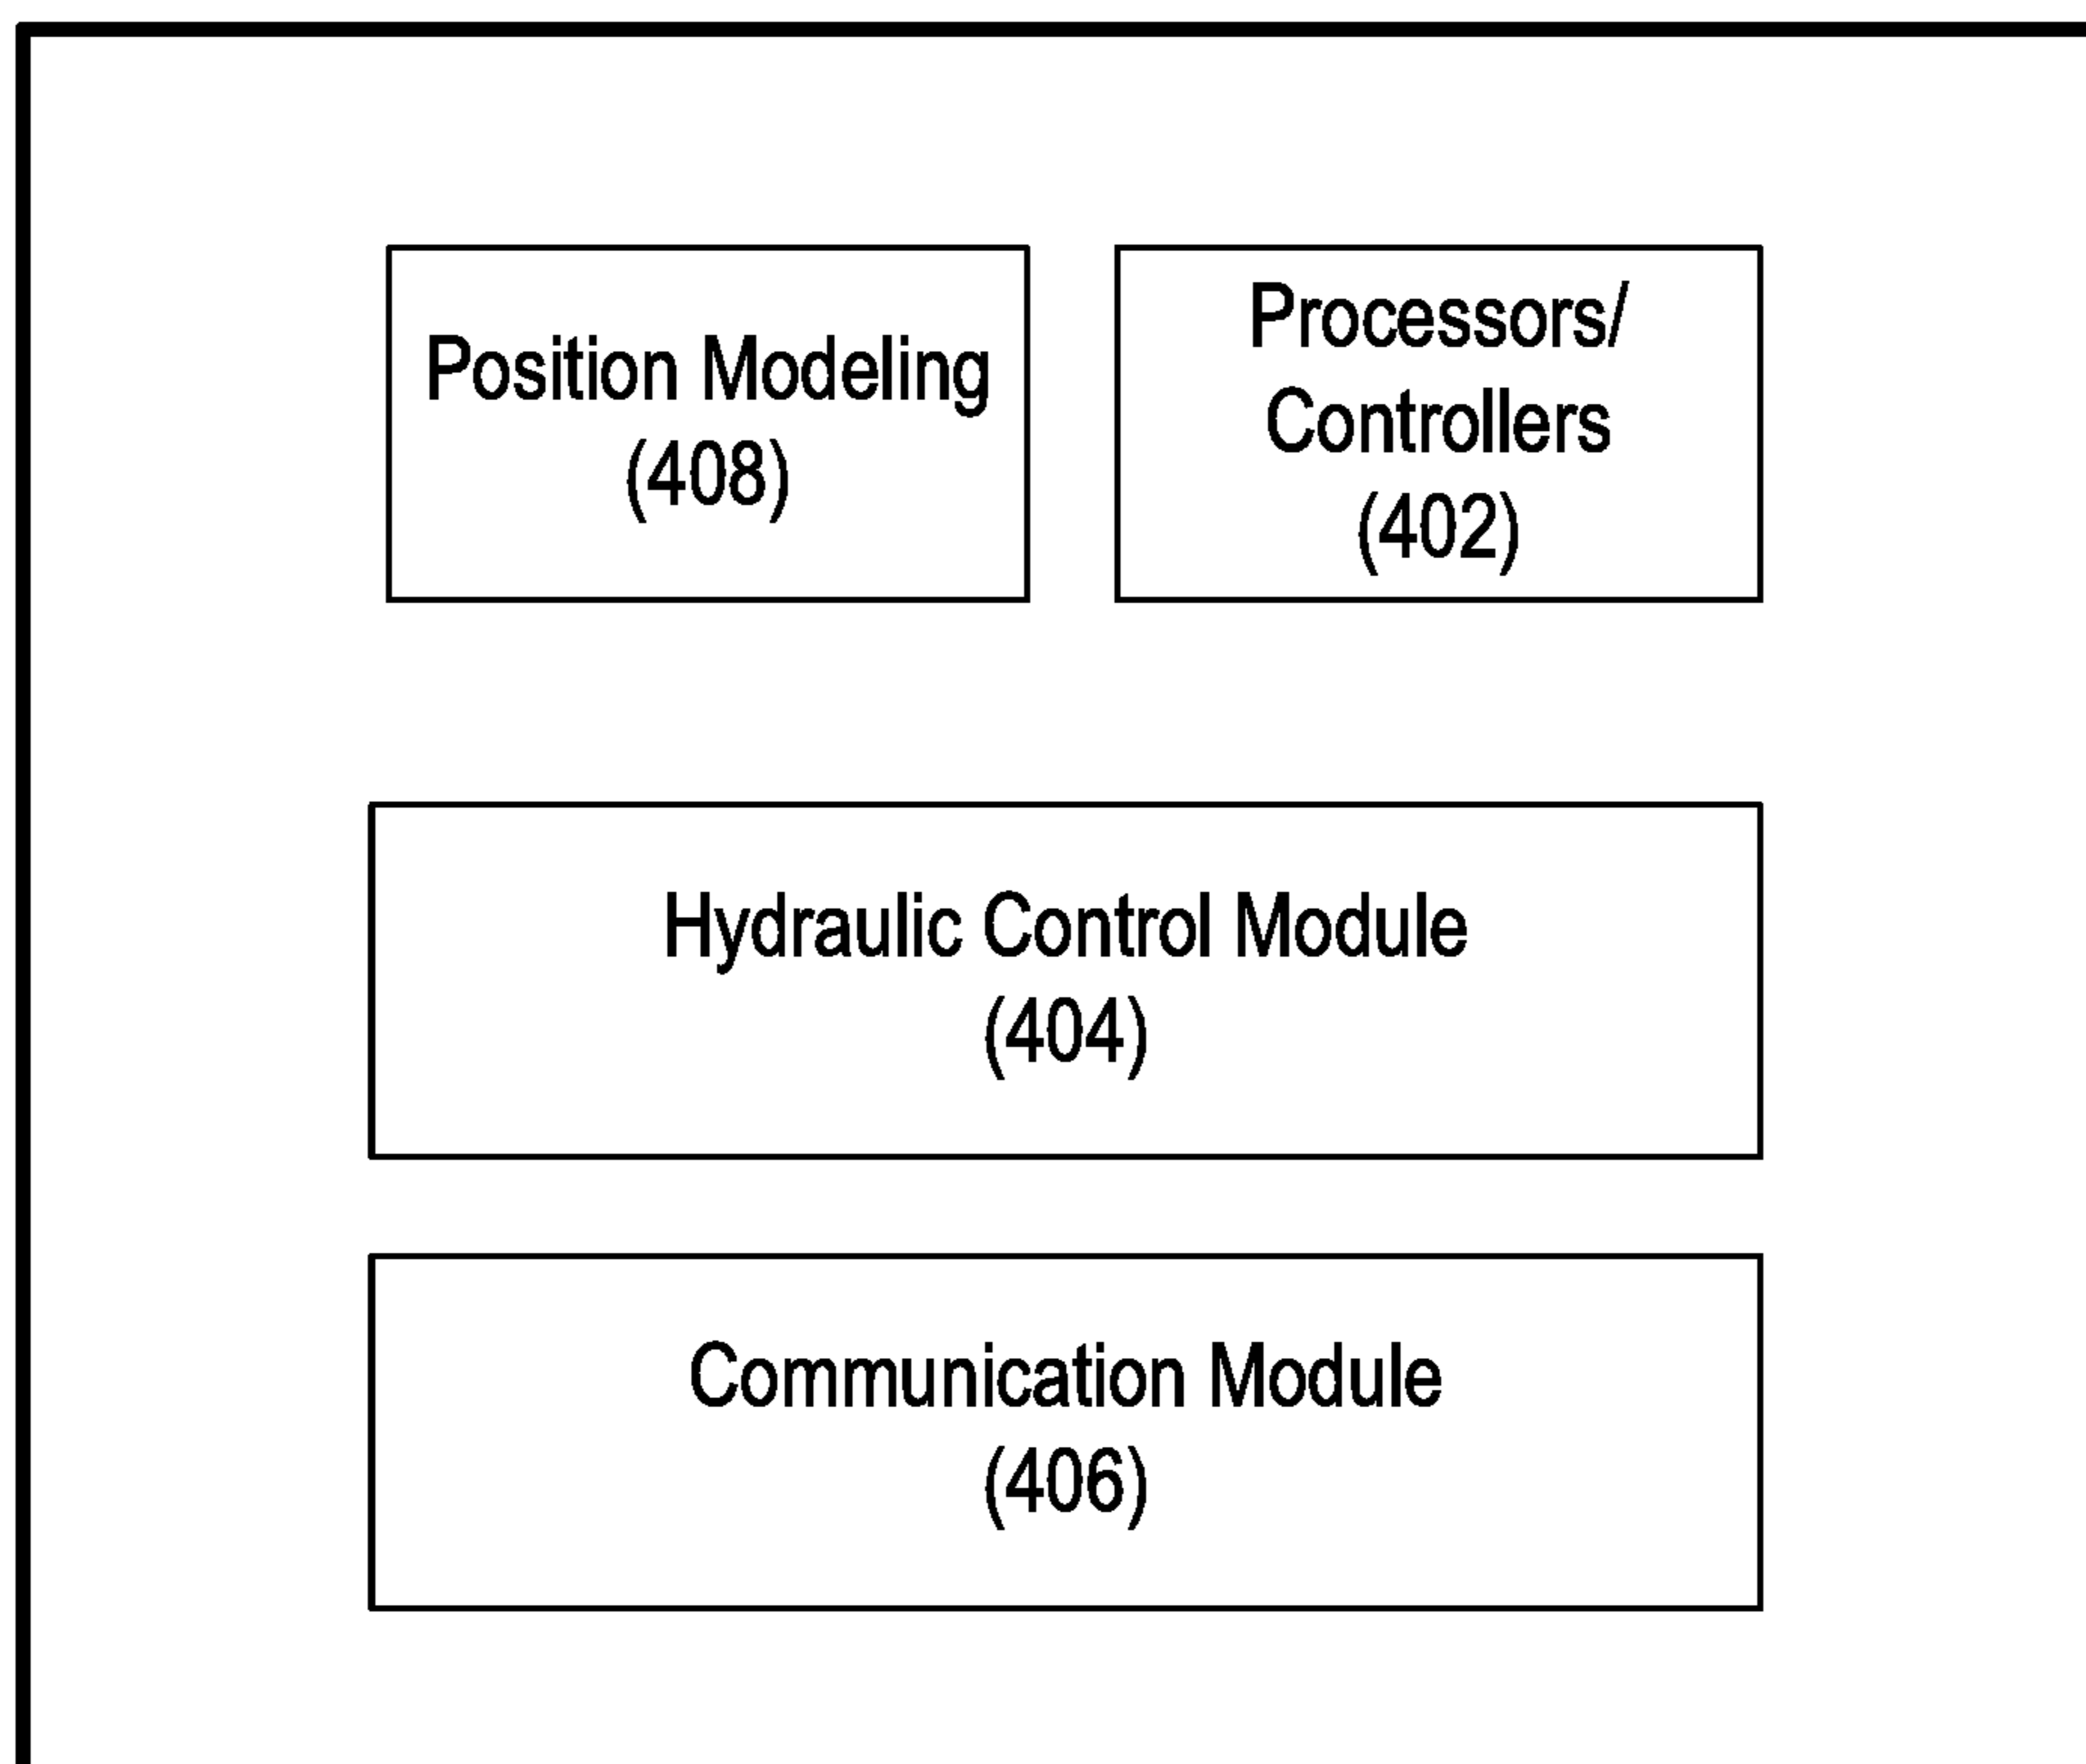 Position Modeling
(408)
Processors/
Controllers
(402)
Hydraulic Control Module
(404)
Communication Module
(406)